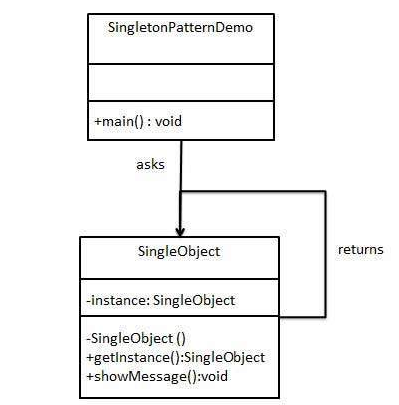 SingletonPatternDemo
+main() : void
asks
returns
SingleObject
-instance: SingleObject
-SingleObject ()
+getInstance():SingleObject
+showMessage():void